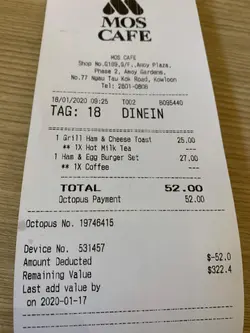 MOS
CAFE
MOS CAFE
Shop No.G189,G/F.,Amoy Plaza,
Phase 2, Amoy Gardens,
No.77 Ngau Tau Kok Road, Kowloon
Tel: 2801-0806
18/01/2020 09:25 T002 B095440
TAG: 18 DINEIN
1 Grill Ham & Cheese Toast 25.00
** 1X Hot Milk Tea ---
1 Ham & Egg Burger Set 27.00
** 1X Coffee ---
TOTAL 52.00
Octopus Payment 52.00
Octopus No. 19746415
Device No. 531457
Amount Deducted $-52.0
Remaining Value $322.4
Last add value by
on 2020-01-17